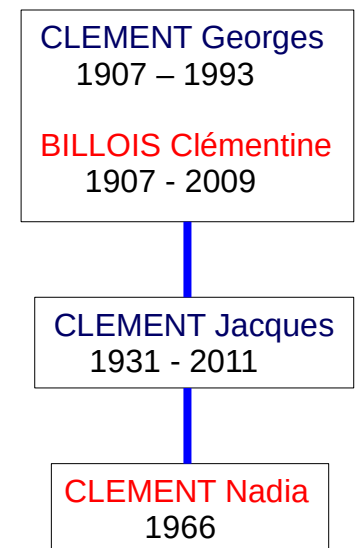 CLEMENT Georges
1907 – 1993
BILLOIS Clémentine
1907 - 2009
CLEMENT Jacques
1931 - 2011
CLEMENT Nadia
1966